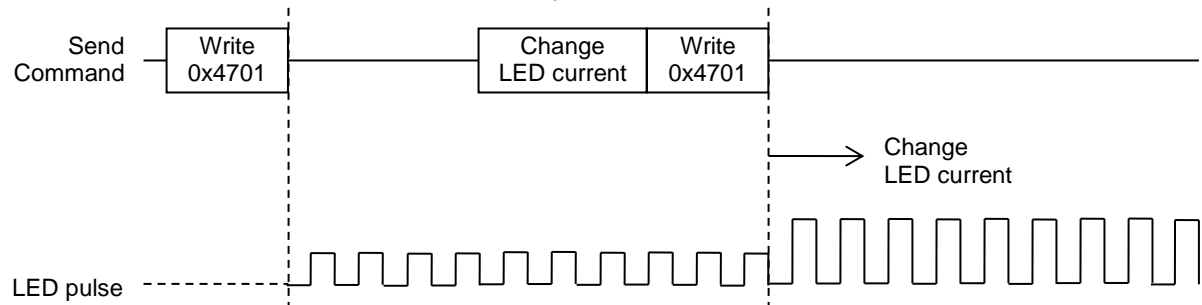 Send
Command
Write
0x4701
Change
LED current
Write
0x4701
Change
LED current
LED pulse